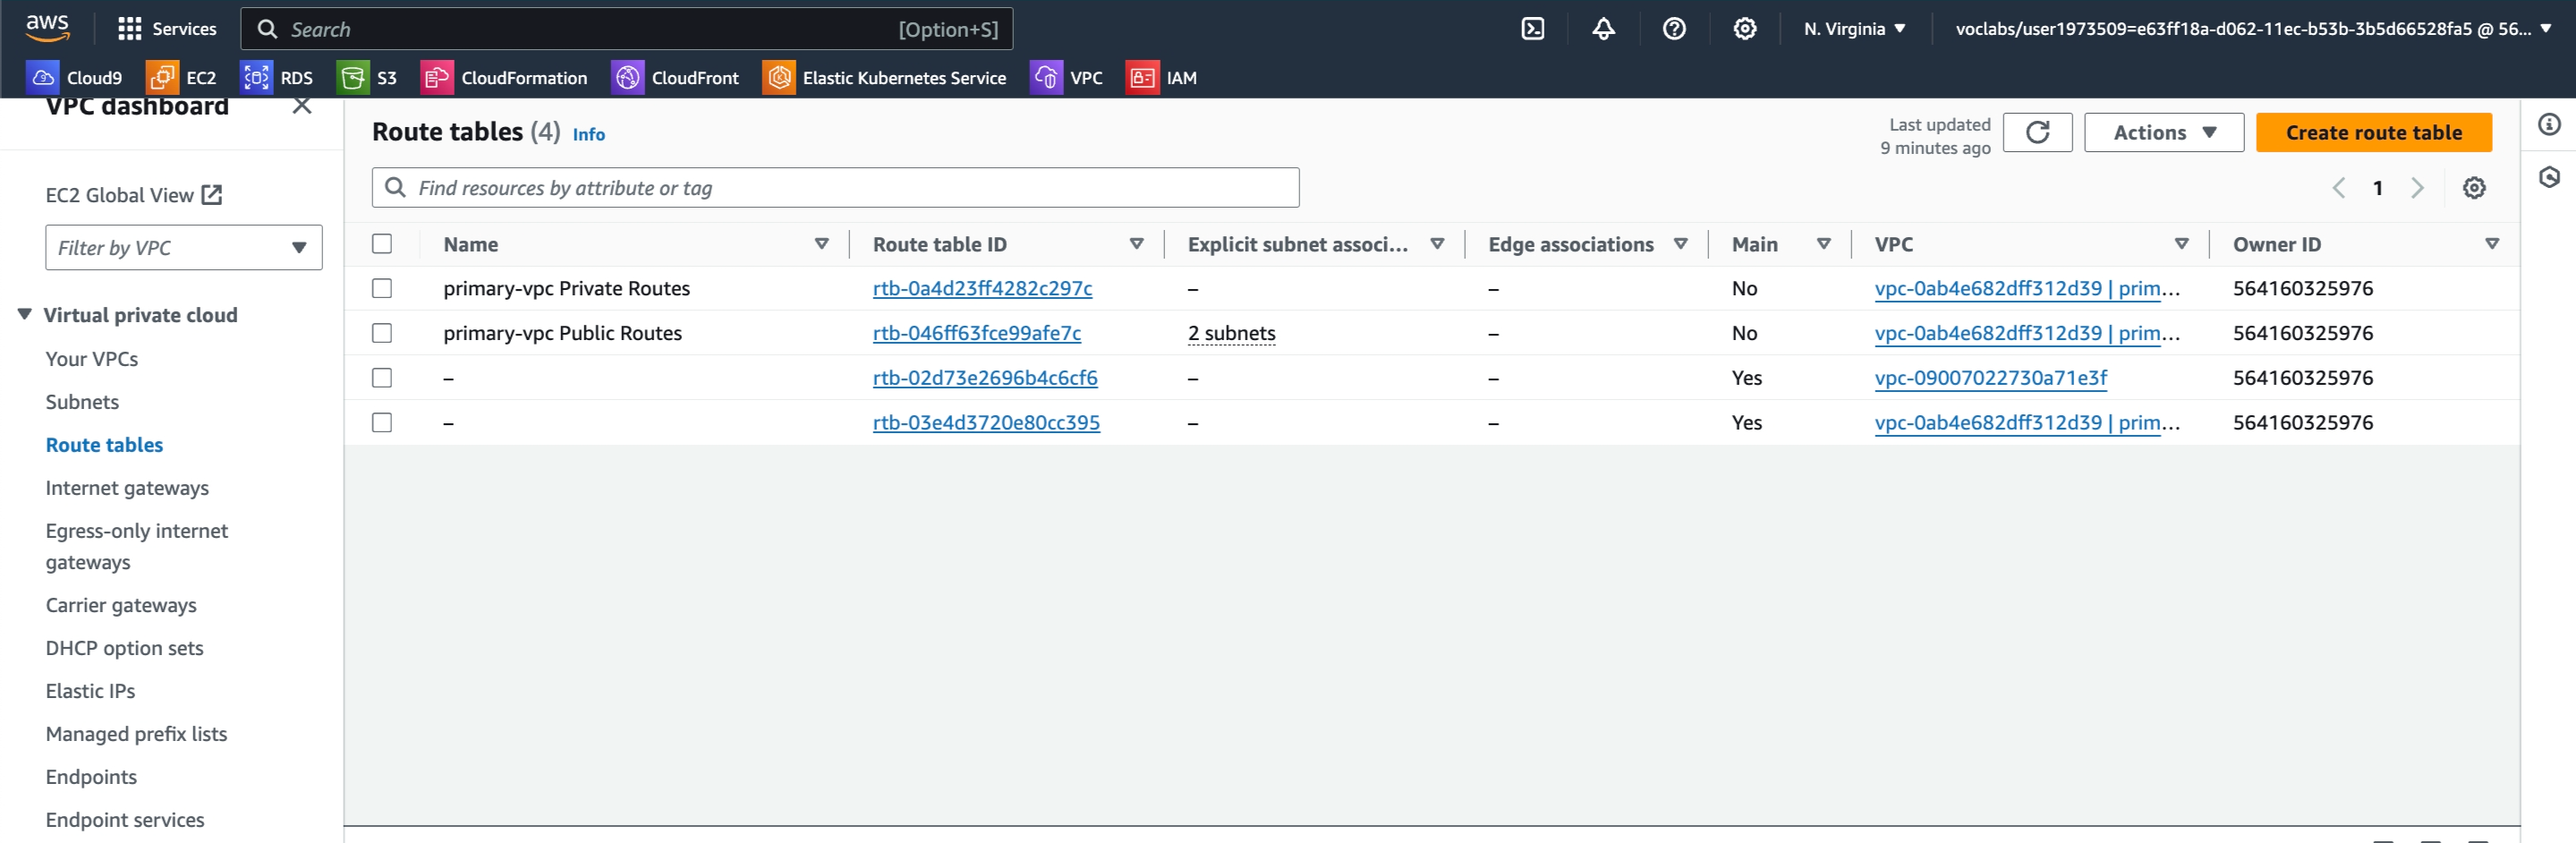 aws
Services
Search [Option+S]
N. Virginia
voclabs/user1973509=e63ff18a-d062-11ec-b53b-3b5d66528fa5 @ 56...
Cloud9 EC2 RDS S3 CloudFormation CloudFront Elastic Kubernetes Service VPC IAM
VPC dashboard
EC2 Global View
Filter by VPC
Virtual private cloud
Your VPCs
Subnets
Route tables
Internet gateways
Egress-only internet
gateways
Carrier gateways
DHCP option sets
Elastic IPs
Managed prefix lists
Endpoints
Endpoint services
Route tables (4) Info
Last updated
9 minutes ago
Actions
Create route table
Find resources by attribute or tag
1
Name Route table ID Explicit subnet associ... Edge associations Main VPC Owner ID
primary-vpc Private Routes rtb-0a4d23ff4282c297c – – No vpc-0ab4e682dff312d39 | prim... 564160325976
primary-vpc Public Routes rtb-046ff63fce99afe7c 2 subnets – No vpc-0ab4e682dff312d39 | prim... 564160325976
– rtb-02d73e2696b4c6cf6 – – Yes vpc-09007022730a71e3f 564160325976
– rtb-03e4d3720e80cc395 – – Yes vpc-0ab4e682dff312d39 | prim... 564160325976